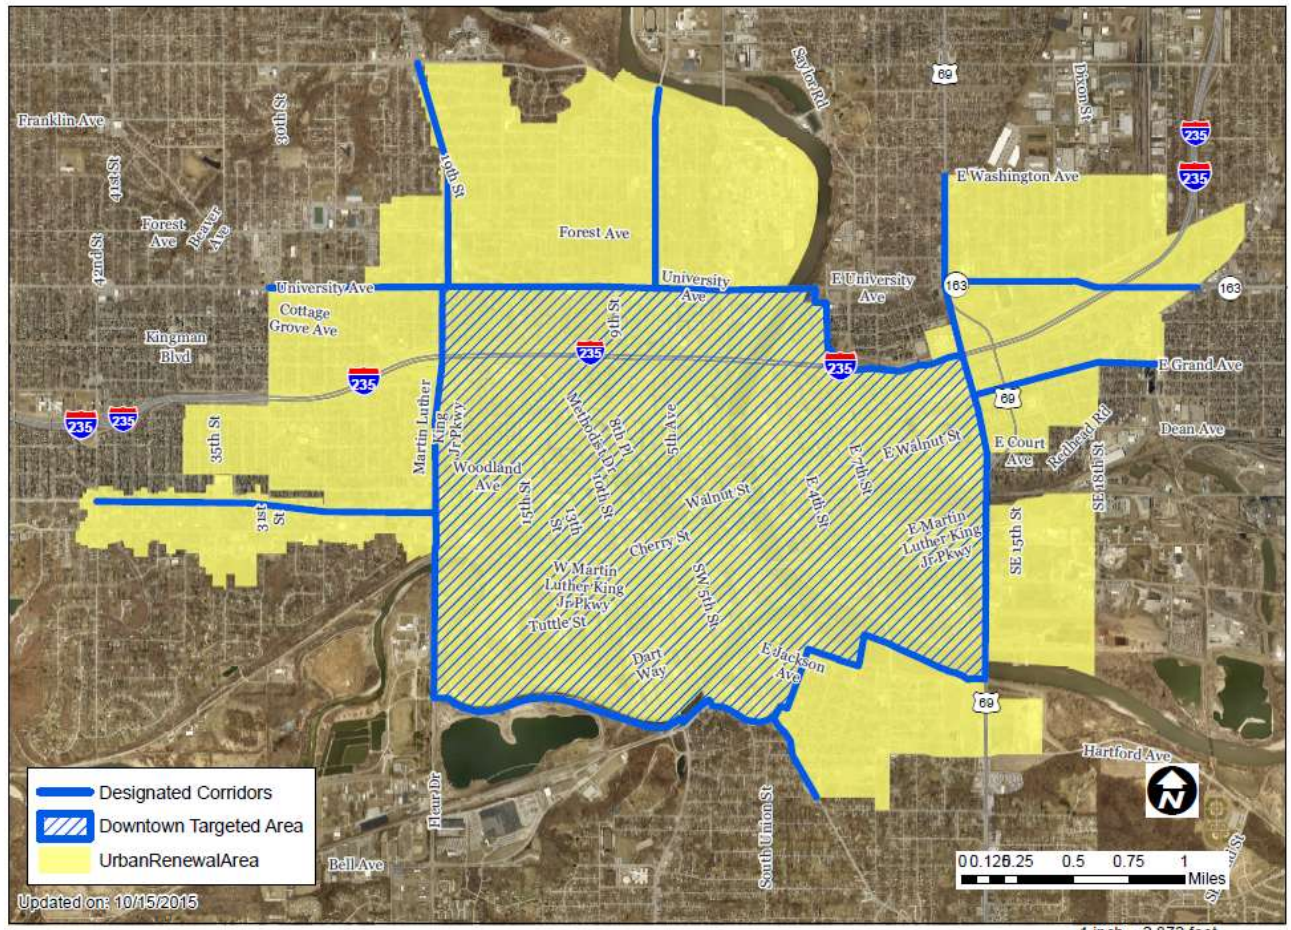 69
Saylor Rd
Dixon St
Franklin Ave
30th St
235
41st St
19th St
E Washington Ave
235
Forest
Ave
Beaver
Ave
Forest Ave
42nd St
University Ave
University
Ave
E University
Ave
163
163
Cottage
Grove Ave
9th St
Kingman
Blvd
235
235
235
E Grand Ave
235
235
69
Martin Luther
King
Jr Pkwy
35th St
Methodist Dr
8th Pl
5th Ave
E 7th St
E Walnut St
E Court
Ave
Redhead Rd
Dean Ave
Woodland
Ave
15th St
10th St
Walnut St
E 4th St
SE 18th St
31st
St
13th
St
E Martin
Luther King
Jr Pkwy
SE 15th St
Cherry St
W Martin
Luther King
Jr Pkwy
Tuttle St
SW 5th St
Dart
Way
E Jackson
Ave
69
Hartford Ave
N
Fleur Dr
South Union St
Bell Ave
Designated Corridors
Downtown Targeted Area
UrbanRenewalArea
0 0.125 0.25 0.5 0.75 1
Miles
Updated on: 10/15/2015